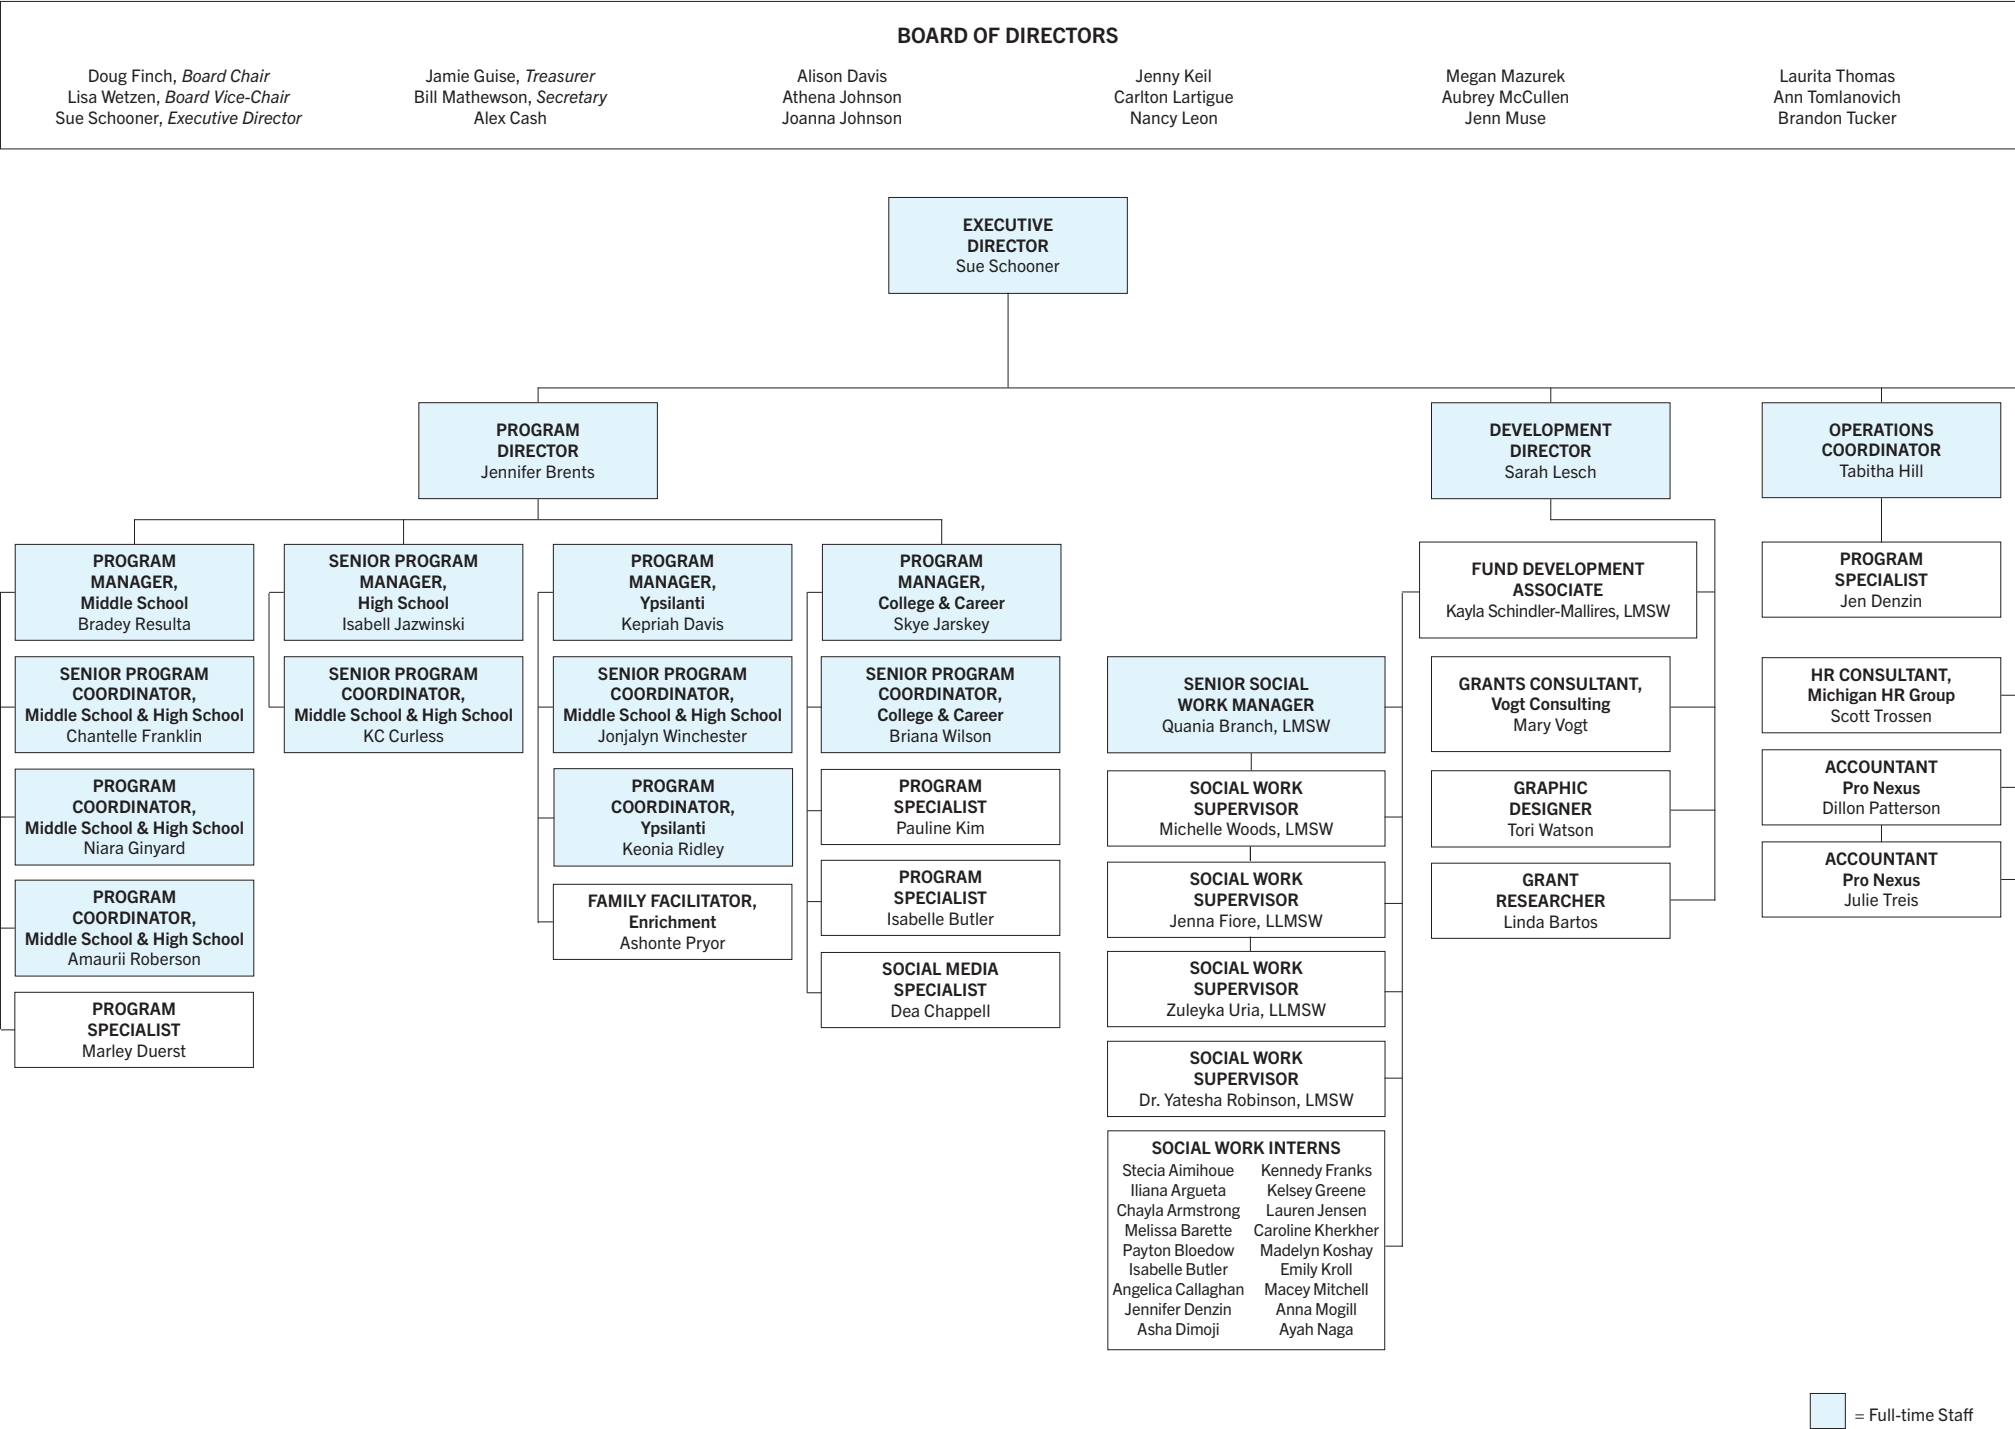 BOARD OF DIRECTORS
Doug Finch, Board Chair
Lisa Wetzen, Board Vice-Chair
Sue Schooner, Executive Director
Jamie Guise, Treasurer
Bill Mathewson, Secretary
Alex Cash
Alison Davis
Athena Johnson
Joanna Johnson
Jenny Keil
Carlton Lartigue
Nancy Leon
Megan Mazurek
Aubrey McCullen
Jenn Muse
Laurita Thomas
Ann Tomlanovich
Brandon Tucker
EXECUTIVE
DIRECTOR
Sue Schooner
PROGRAM
DIRECTOR
Jennifer Brents
DEVELOPMENT
DIRECTOR
Sarah Lesch
OPERATIONS
COORDINATOR
Tabitha Hill
PROGRAM
MANAGER,
Middle School
Bradey Resulta
SENIOR PROGRAM
COORDINATOR,
Middle School & High School
Chantelle Franklin
PROGRAM
COORDINATOR,
Middle School & High School
Niara Ginyard
PROGRAM
COORDINATOR,
Middle School & High School
Amaurii Roberson
PROGRAM
SPECIALIST
Marley Duerst
SENIOR PROGRAM
MANAGER,
High School
Isabell Jazwinski
SENIOR PROGRAM
COORDINATOR,
Middle School & High School
KC Curless
PROGRAM
MANAGER,
Ypsilanti
Kepriah Davis
SENIOR PROGRAM
COORDINATOR,
Middle School & High School
Jonjalyn Winchester
PROGRAM
COORDINATOR,
Ypsilanti
Keonia Ridley
FAMILY FACILITATOR,
Enrichment
Ashonte Pryor
PROGRAM
MANAGER,
College & Career
Skye Jarskey
SENIOR PROGRAM
COORDINATOR,
College & Career
Briana Wilson
PROGRAM
SPECIALIST
Pauline Kim
PROGRAM
SPECIALIST
Isabelle Butler
SOCIAL MEDIA
SPECIALIST
Dea Chappell
SENIOR SOCIAL
WORK MANAGER
Quania Branch, LMSW
SOCIAL WORK
SUPERVISOR
Michelle Woods, LMSW
SOCIAL WORK
SUPERVISOR
Jenna Fiore, LLMSW
SOCIAL WORK
SUPERVISOR
Zuleyka Uria, LLMSW
SOCIAL WORK
SUPERVISOR
Dr. Yatesha Robinson, LMSW
SOCIAL WORK INTERNS
Stecia Aimihoue
Iliana Argueta
Chayla Armstrong
Melissa Barette
Payton Bloedow
Isabelle Butler
Angelica Callaghan
Jennifer Denzin
Asha Dimoji
Kennedy Franks
Kelsey Greene
Lauren Jensen
Caroline Kherkher
Madelyn Koshay
Emily Kroll
Macey Mitchell
Anna Mogill
Ayah Naga
FUND DEVELOPMENT
ASSOCIATE
Kayla Schindler-Mallires, LMSW
GRANTS CONSULTANT,
Vogt Consulting
Mary Vogt
GRAPHIC
DESIGNER
Tori Watson
GRANT
RESEARCHER
Linda Bartos
PROGRAM
SPECIALIST
Jen Denzin
HR CONSULTANT,
Michigan HR Group
Scott Trossen
ACCOUNTANT
Pro Nexus
Dillon Patterson
ACCOUNTANT
Pro Nexus
Julie Treis
= Full-time Staff